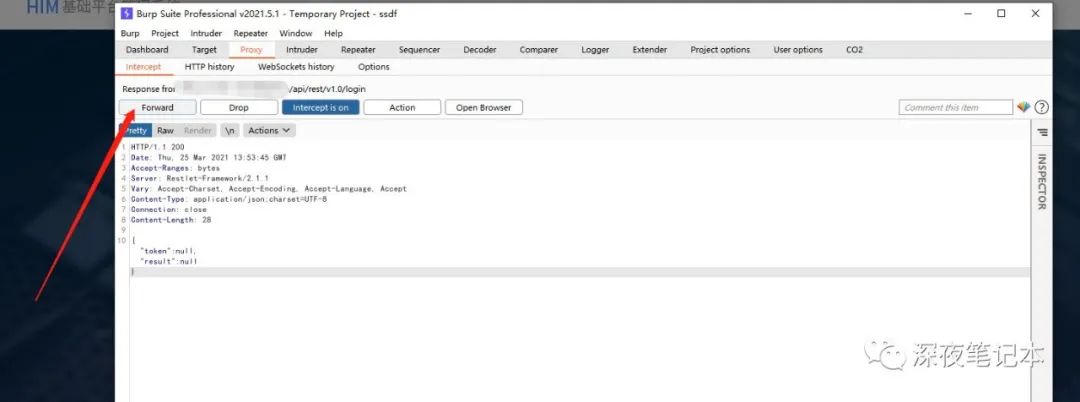 HIM 基础平台
Burp Suite Professional v2021.5.1 - Temporary Project - ssdf
Burp Project Intruder Repeater Window Help
Dashboard Target Proxy Intruder Repeater Sequencer Decoder Comparer Logger Extender Project options User options CO2
Intercept HTTP history WebSockets history Options
Response from /api/rest/v1.0/login
Forward Drop Intercept is on Action Open Browser Comment this item ?
Pretty Raw Render \n Actions
INSPECTOR
1 HTTP/1.1 200
2 Date: Thu, 25 Mar 2021 13:53:45 GMT
3 Accept-Ranges: bytes
4 Server: Restlet-Framework/2.1.1
5 Vary: Accept-Charset, Accept-Encoding, Accept-Language, Accept
6 Content-Type: application/json;charset=UTF-8
7 Connection: close
8 Content-Length: 28
9
10 {
"token":null,
"result":null
}
深夜笔记本